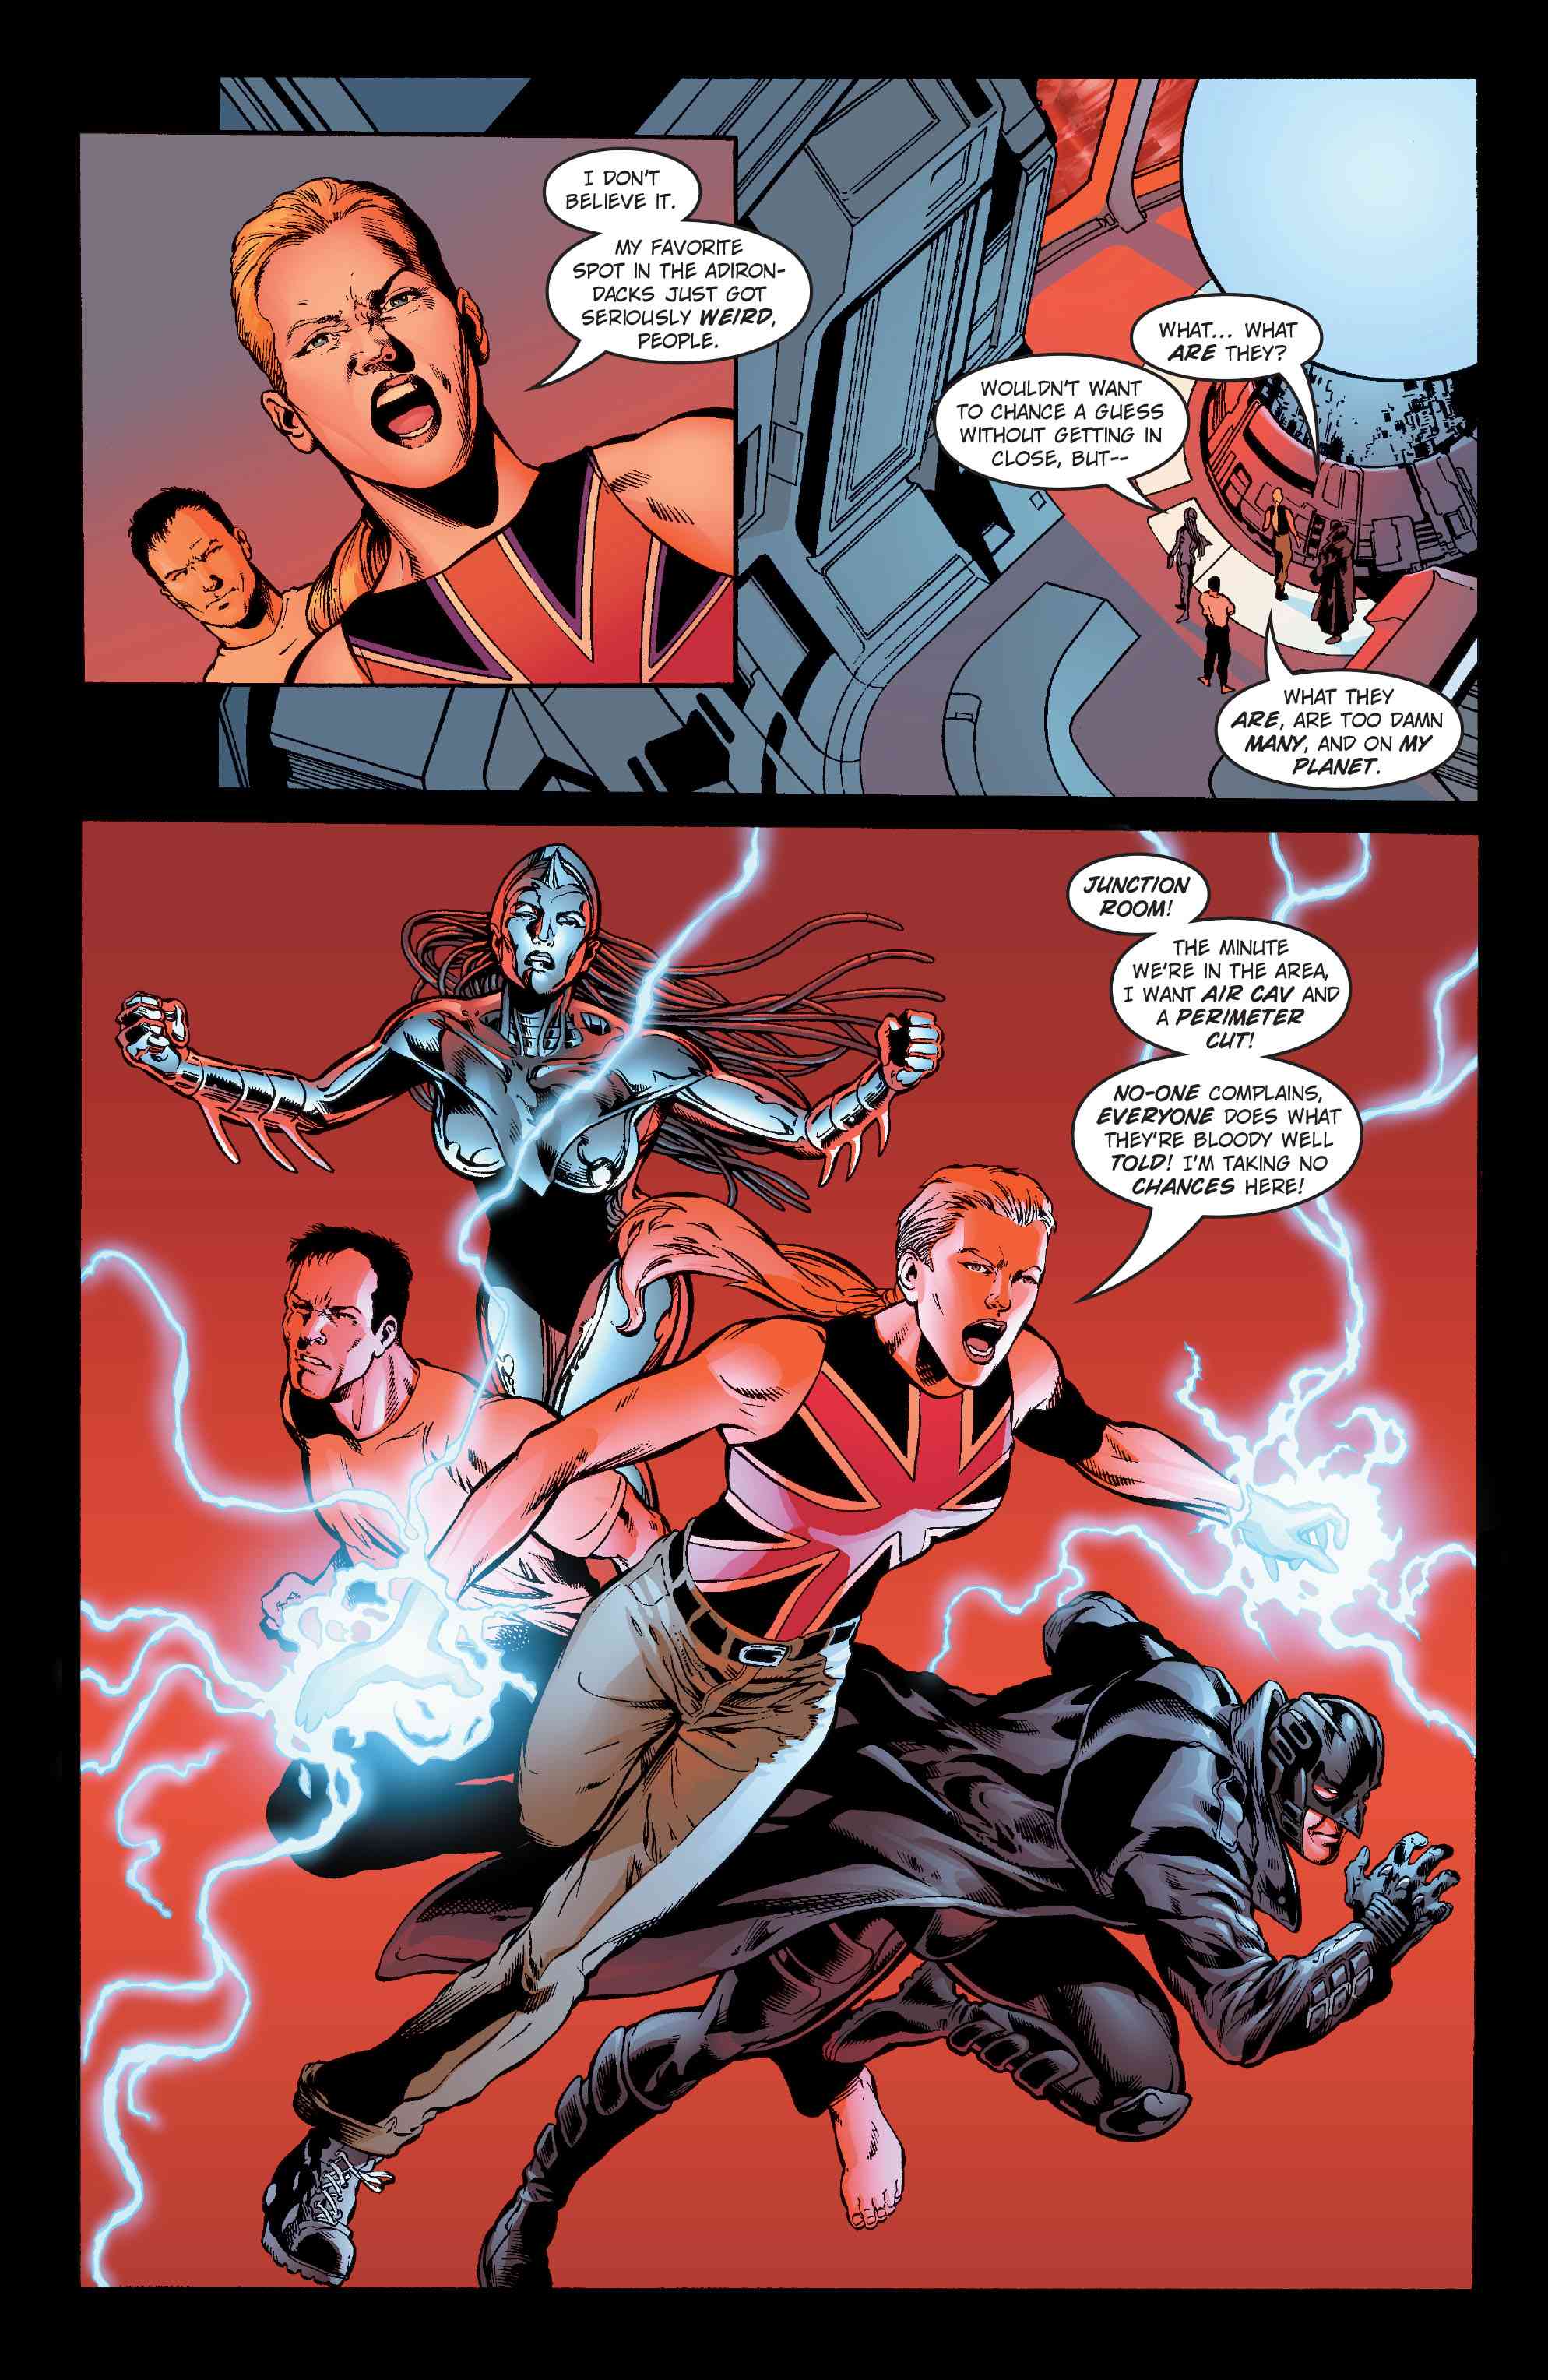 I DON'T
BELIEVE IT.
MY FAVORITE
SPOT IN THE ADIRON-
DACKS JUST GOT
SERIOUSLY WEIRD,
PEOPLE.
WHAT... WHAT
ARE THEY?
WOULDN'T WANT
TO CHANCE A GUESS
WITHOUT GETTING IN
CLOSE, BUT--
WHAT THEY
ARE, ARE TOO DAMN
MANY, AND ON MY
PLANET.
JUNCTION
ROOM!
THE MINUTE
WE'RE IN THE AREA,
I WANT AIR CAV AND
A PERIMETER
CUT!
NO-ONE COMPLAINS,
EVERYONE DOES WHAT
THEY'RE BLOODY WELL
TOLD! I'M TAKING NO
CHANCES HERE!